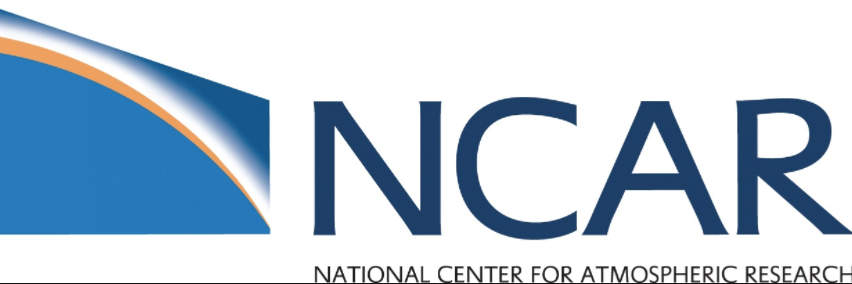 NCAR
NATIONAL CENTER FOR ATMOSPHERIC RESEARCH